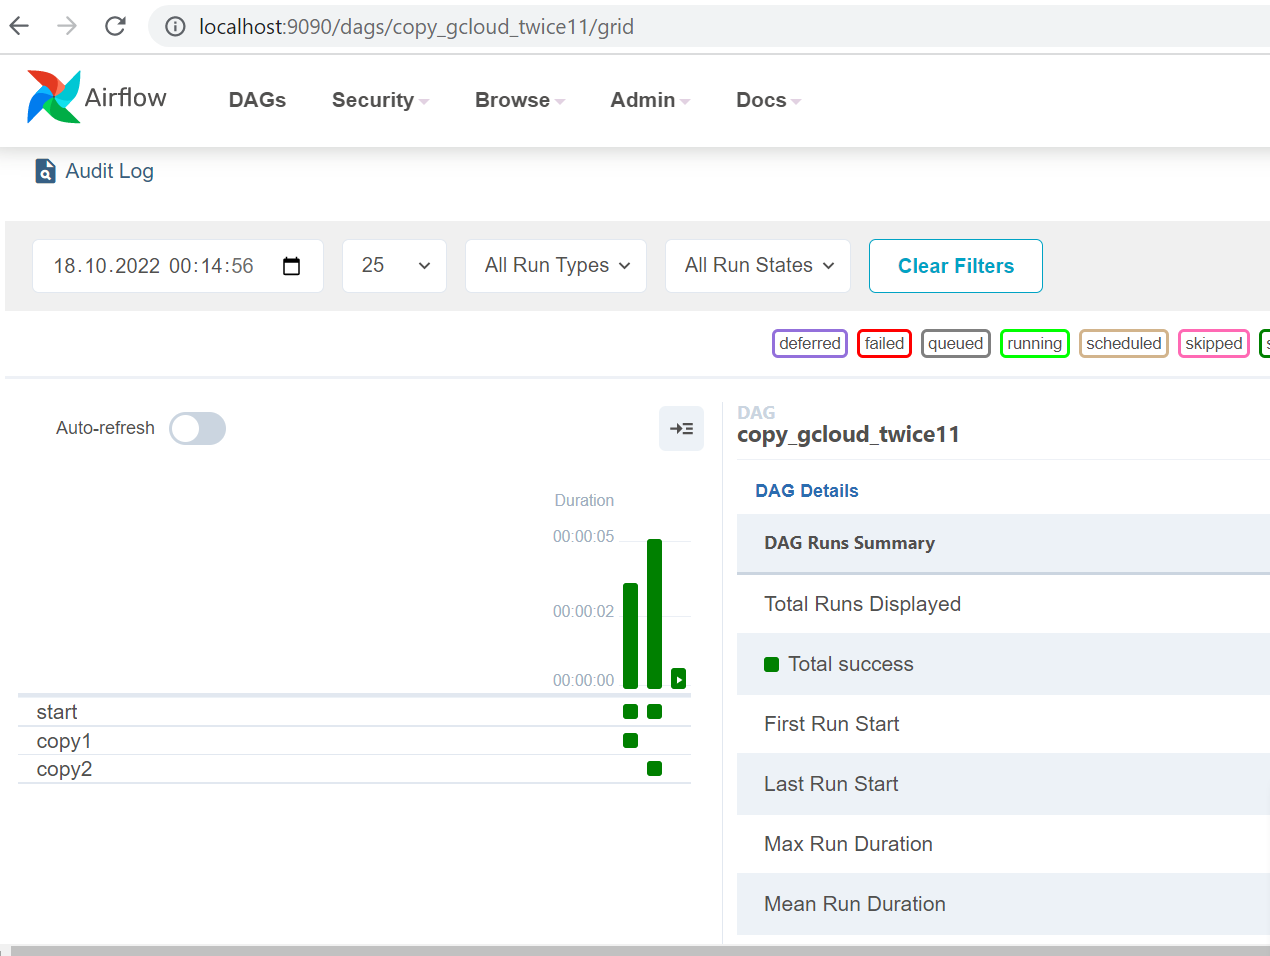 localhost:9090/dags/copy_gcloud_twice11/grid
Airflow DAGs Security Browse Admin Docs
Audit Log
18.10.2022 00:14:56 25 All Run Types All Run States Clear Filters
deferred failed queued running scheduled skipped
Auto-refresh
DAG
copy_gcloud_twice11
DAG Details
Duration
00:00:05
00:00:02
00:00:00
start
copy1
copy2
DAG Runs Summary
Total Runs Displayed
Total success
First Run Start
Last Run Start
Max Run Duration
Mean Run Duration